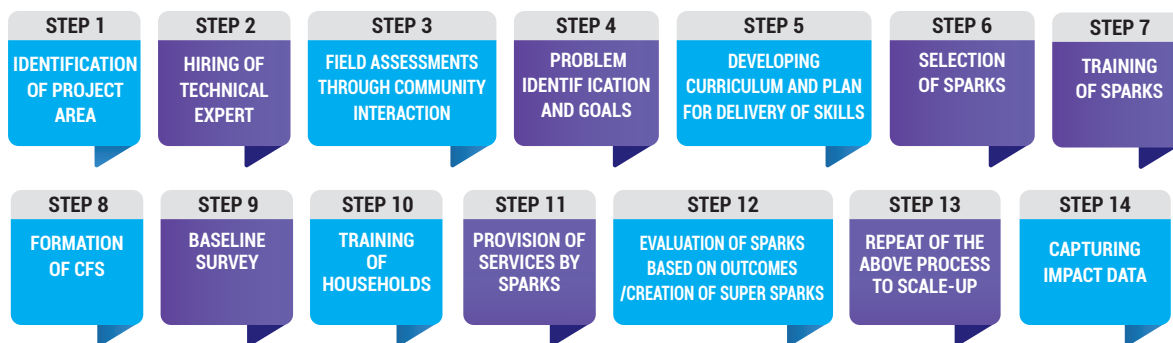 STEP 1
IDENTIFICATION
OF PROJECT
AREA
STEP 2
HIRING OF
TECHNICAL
EXPERT
STEP 3
FIELD ASSESSMENTS
THROUGH COMMUNITY
INTERACTION
STEP 4
PROBLEM
IDENTIF ICATION
AND GOALS
STEP 5
DEVELOPING
CURRICULUM AND PLAN
FOR DELIVERY OF SKILLS
STEP 6
SELECTION
OF SPARKS
STEP 7
TRAINING
OF SPARKS
STEP 8
FORMATION
OF CFS
STEP 9
BASELINE
SURVEY
STEP 10
TRAINING
OF
HOUSEHOLDS
STEP 11
PROVISION OF
SERVICES BY
SPARKS
STEP 12
EVALUATION OF SPARKS
BASED ON OUTCOMES
/CREATION OF SUPER SPARKS
STEP 13
REPEAT OF THE
ABOVE PROCESS
TO SCALE-UP
STEP 14
CAPTURING
IMPACT DATA